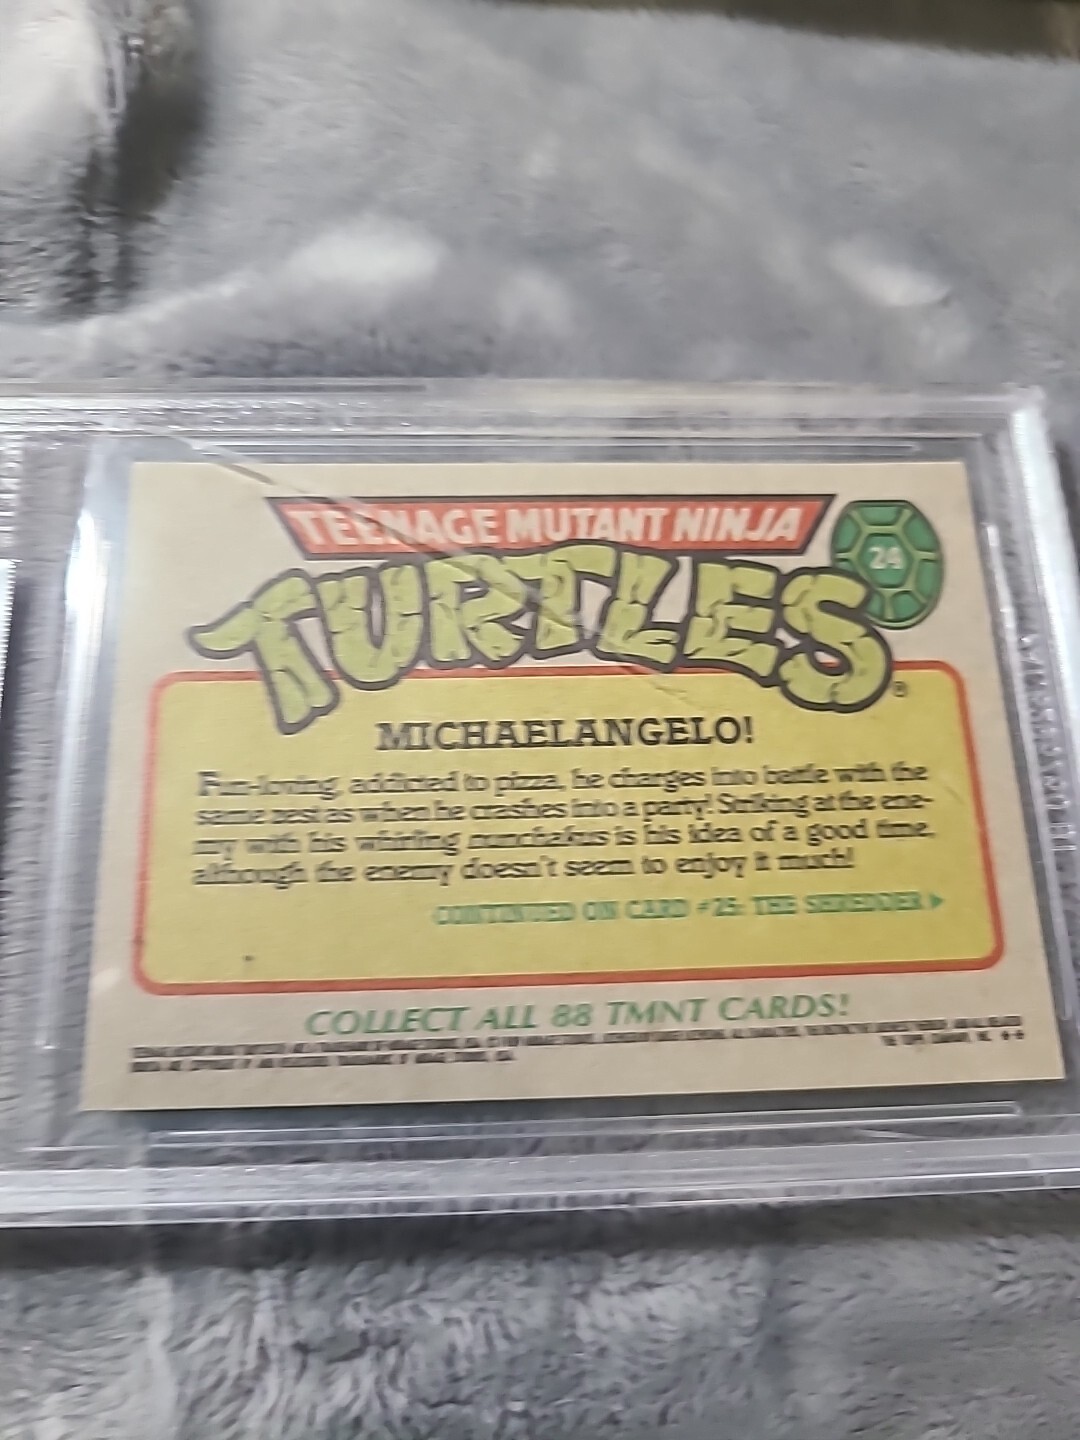 TEENAGE MUTANT NINJA
TURTLES®
24
MICHAELANGELO!
Fun-loving, addicted to pizza, he charges into battle with the
same zest as when he crashes into a party! Striking at the ene-
my with his whirling nunchakus is his idea of a good time,
although the enemy doesn't seem to enjoy it much!
CONTINUED ON CARD #25: THE SHREDDER
COLLECT ALL 88 TMNT CARDS!